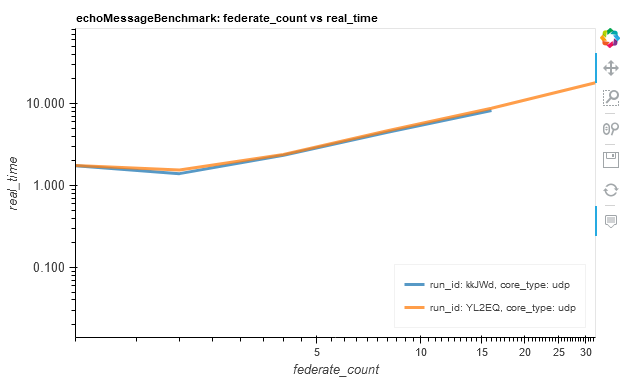 echoMessageBenchmark: federate_count vs real_time
10.000
1.000
0.100
real_time
run_id: kkJWd, core_type: udp
run_id: YL2EQ, core_type: udp
5
10
15
20
25
30
federate_count